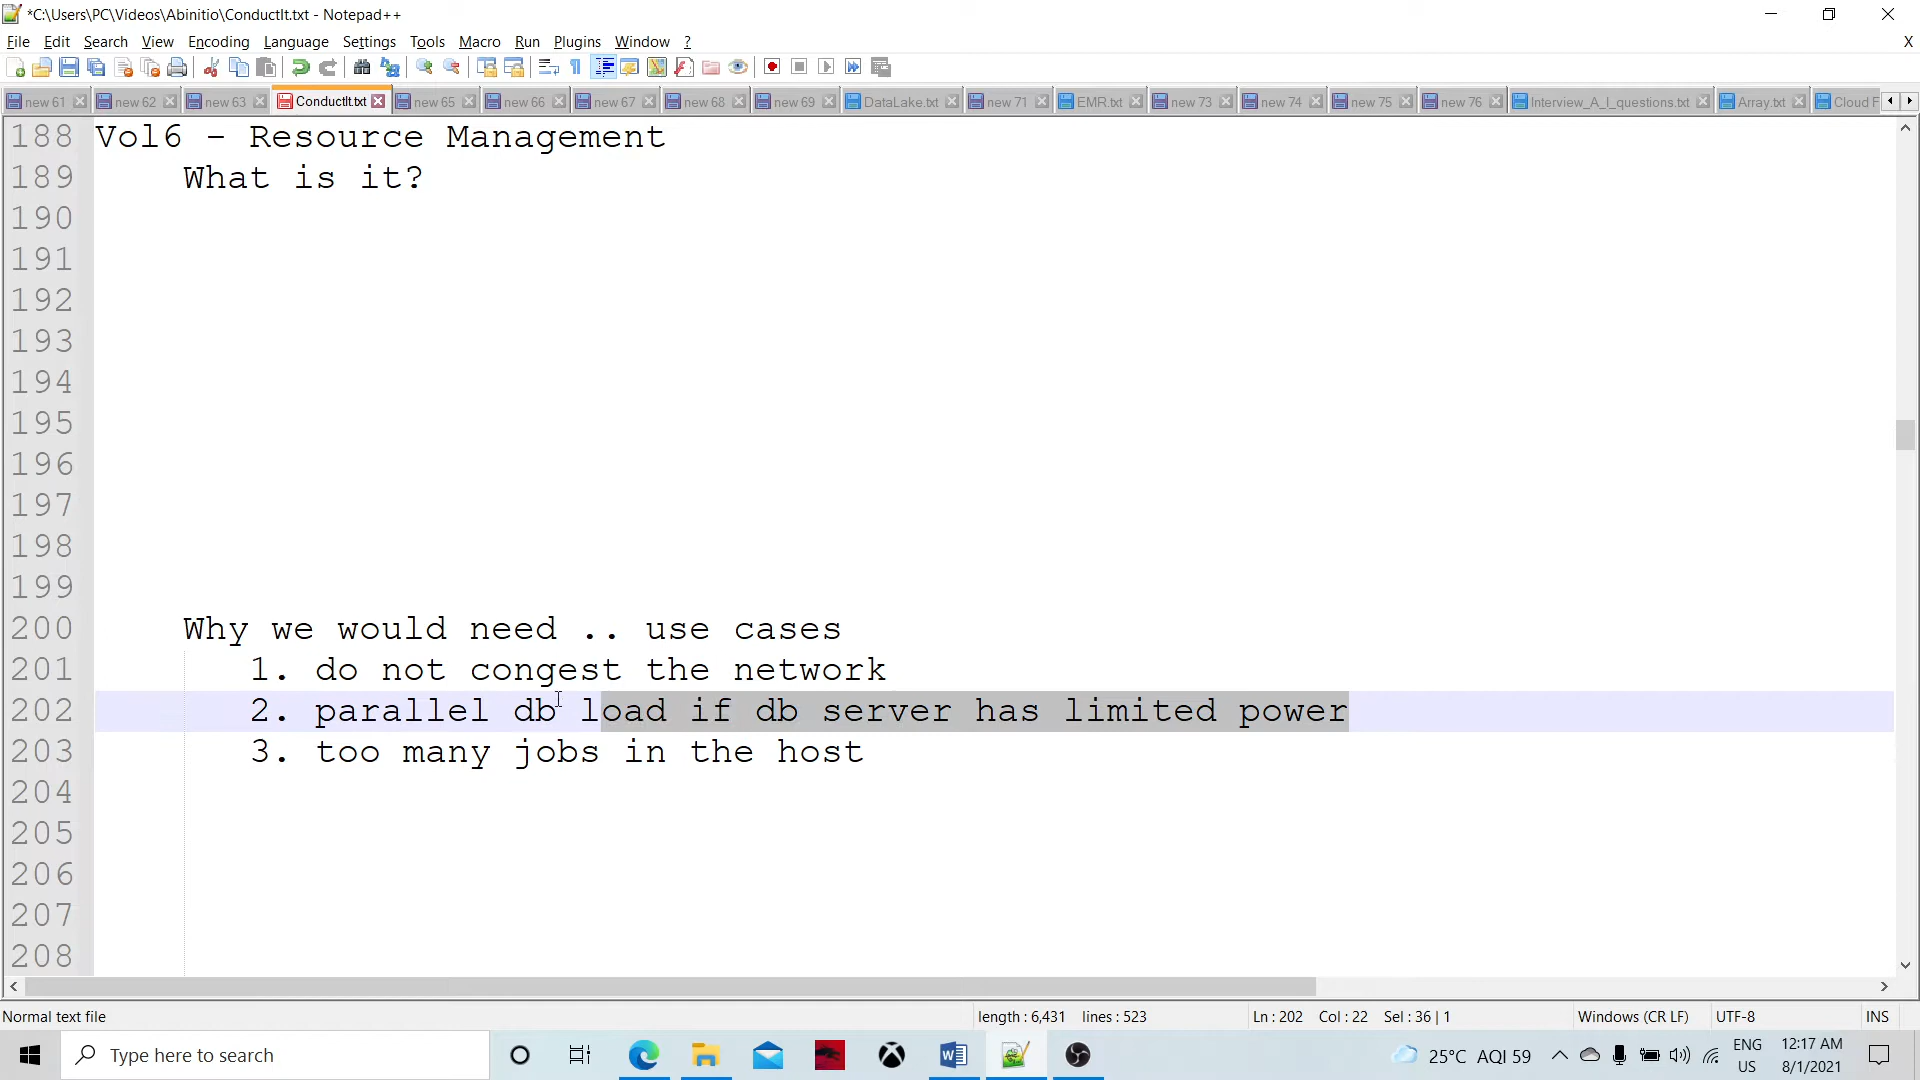 *C:\Users\PC\Videos\Abinitio\ConductIt.txt - Notepad++
File Edit Search View Encoding Language Settings Tools Macro Run Plugins Window ? X
new 61 new 62 new 63 ConductIt.txt new 65 new 66 new 67 new 68 new 69 DataLake.txt new 71 EMR.txt new 73 new 74 new 75 new 76 Interview_A_I_questions.txt Array.txt Cloud F
188 Vol6 - Resource Management
189 What is it?
190
191
192
193
194
195
196
197
198
199
200 Why we would need .. use cases
201 1. do not congest the network
202 2. parallel db load if db server has limited power
203 3. too many jobs in the host
204
205
206
207
208
Normal text file length : 6,431 lines : 523 Ln : 202 Col : 22 Sel : 36 | 1 Windows (CR LF) UTF-8 INS
Type here to search 25°C AQI 59 ENG US 12:17 AM 8/1/2021